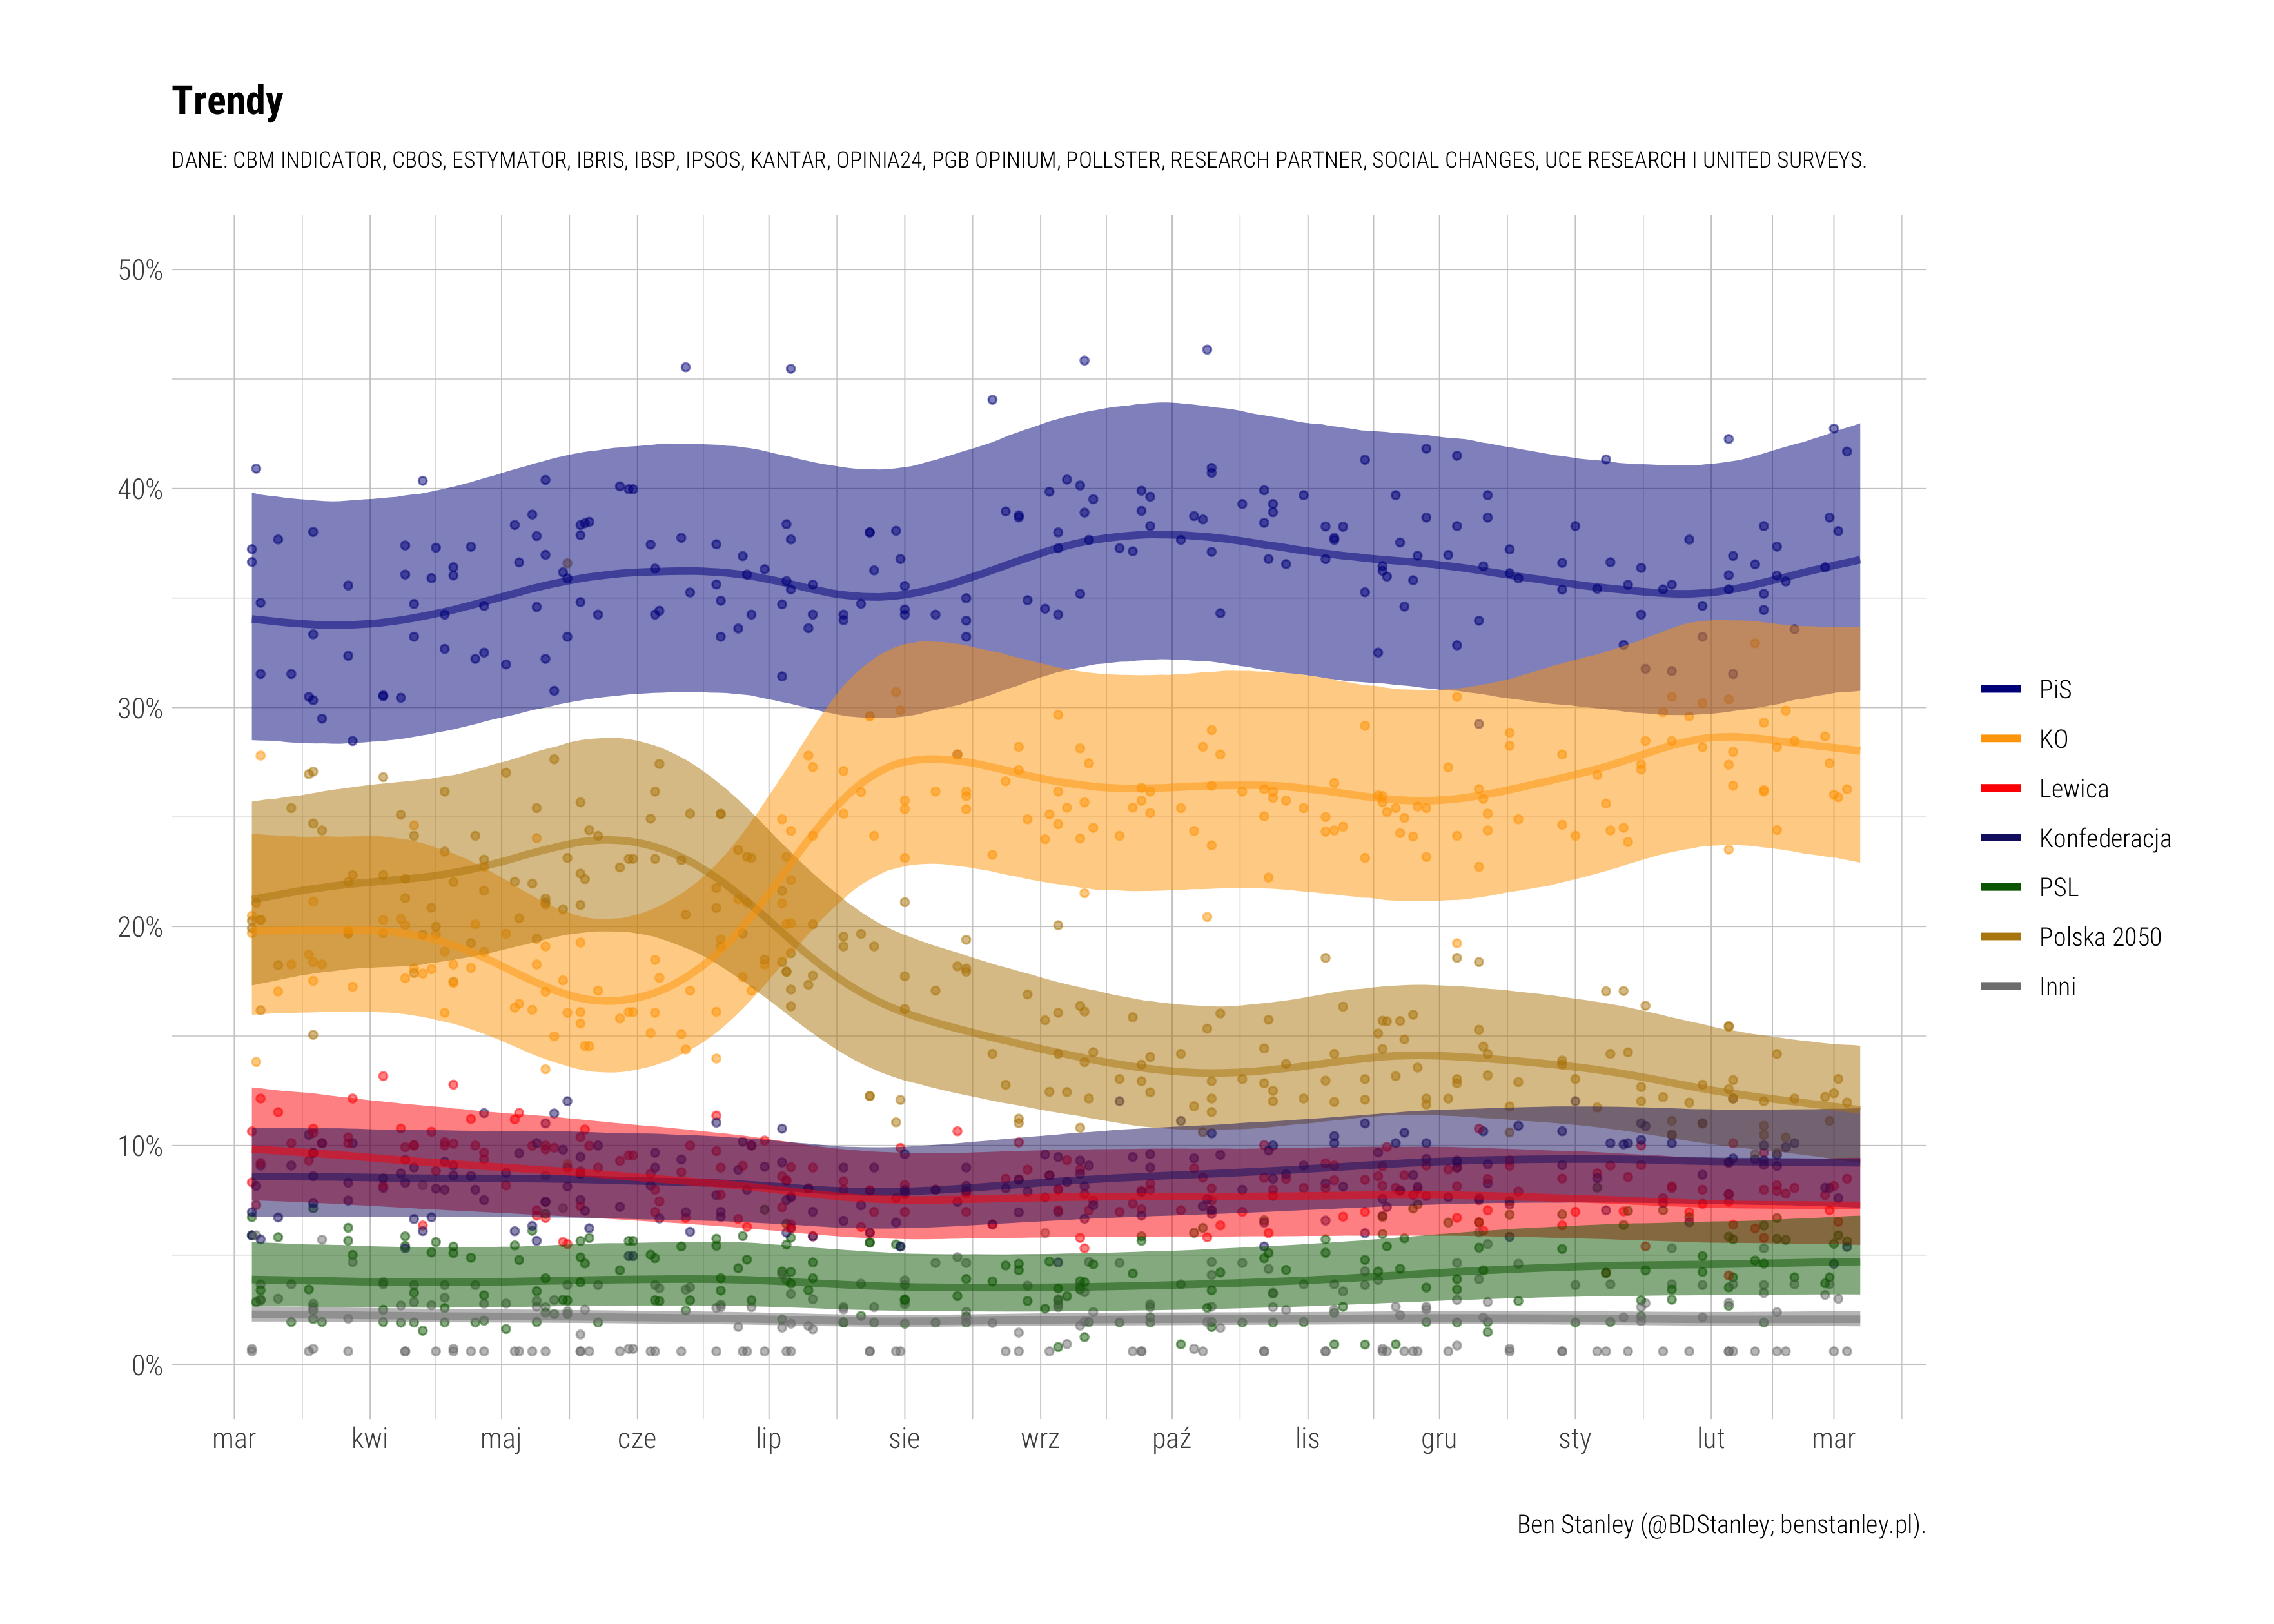 Trendy
DANE: CBM INDICATOR, CBOS, ESTYMATOR, IBRIS, IBSP, IPSOS, KANTAR, OPINIA24, PGB OPINIUM, POLLSTER, RESEARCH PARTNER, SOCIAL CHANGES, UCE RESEARCH I UNITED SURVEYS.
50%
40%
30%
20%
10%
0%
mar kwi maj cze lip sie wrz paź lis gru sty lut mar
PiS
KO
Lewica
Konfederacja
PSL
Polska 2050
Inni
Ben Stanley (@BDStanley; benstanley.pl).